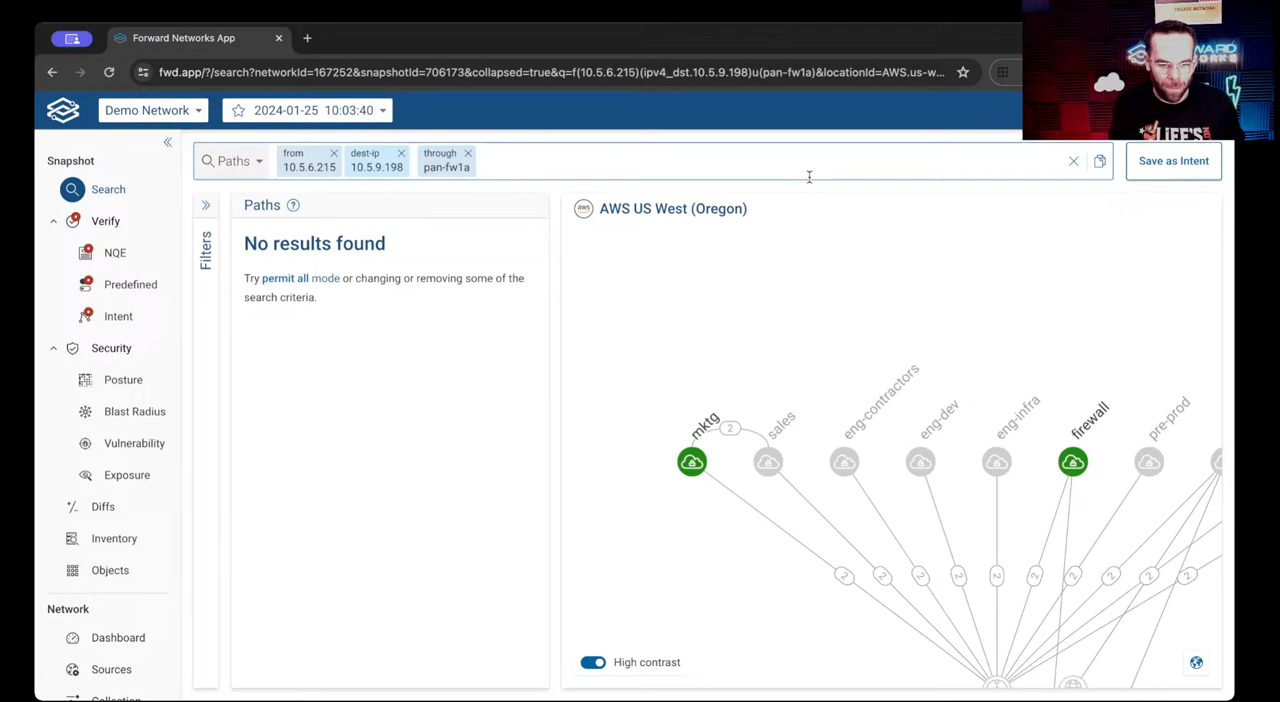 Forward Networks App
fwd.app/?/search?networkId=167252&snapshotId=706173&collapsed=true&q=f(10.5.6.215)(ipv4_dst.10.5.9.198)u(pan-fw1a)&locationId=AWS.us-w...
Demo Network
2024-01-25 10:03:40
Snapshot
Search
Verify
NQE
Predefined
Intent
Security
Posture
Blast Radius
Vulnerability
Exposure
Diffs
Inventory
Objects
Network
Dashboard
Sources
Paths
from
10.5.6.215
dest-ip
10.5.9.198
through
pan-fw1a
Save as Intent
Filters
Paths
No results found
Try permit all mode or changing or removing some of the
search criteria.
aws
AWS US West (Oregon)
mktg
2
sales
eng-contractors
eng-dev
eng-infra
firewall
pre-prod
2 2 2 2 2 2 2 2 2 2
High contrast
LIFE'S